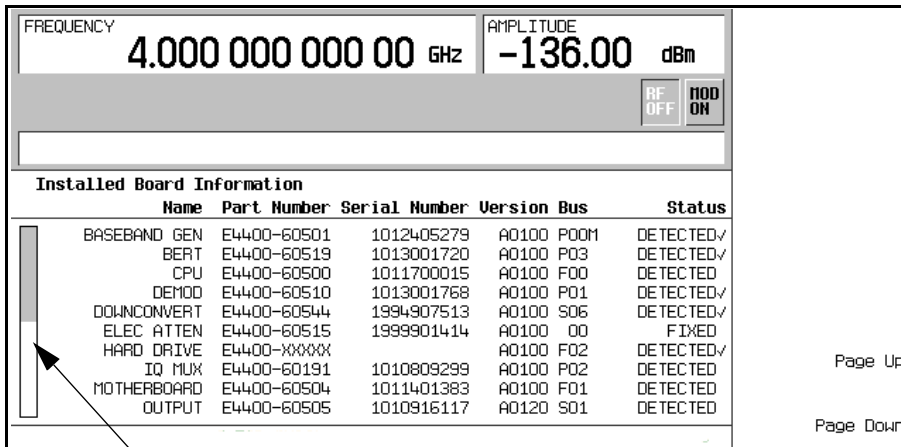 FREQUENCY
4.000 000 000 00 GHz
AMPLITUDE
-136.00 dBm
RF OFF
MOD ON
Installed Board Information
Name Part Number Serial Number Version Bus Status
BASEBAND GEN E4400-60501 1012405279 A0100 P00M DETECTED✓
BERT E4400-60519 1013001720 A0100 P03 DETECTED✓
CPU E4400-60500 1011700015 A0100 F00 DETECTED
DEMOD E4400-60510 1013001768 A0100 P01 DETECTED✓
DOWNCONVERT E4400-60544 1994907513 A0100 S06 DETECTED✓
ELEC ATTEN E4400-60515 1999901414 A0100 00 FIXED
HARD DRIVE E4400-XXXXX A0100 F02 DETECTED✓
IQ MUX E4400-60191 1010809299 A0100 P02 DETECTED
MOTHERBOARD E4400-60504 1011401383 A0100 F01 DETECTED
OUTPUT E4400-60505 1010916117 A0120 S01 DETECTED
Page Up
Page Down